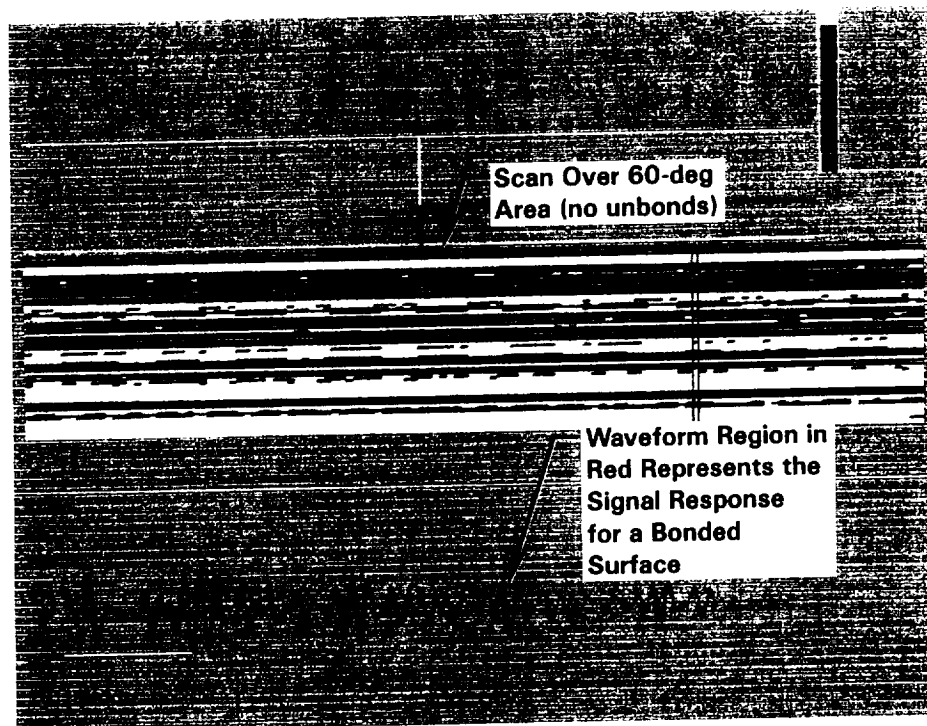 Scan Over 60-deg
Area (no unbonds)
Waveform Region in
Red Represents the
Signal Response
for a Bonded
Surface